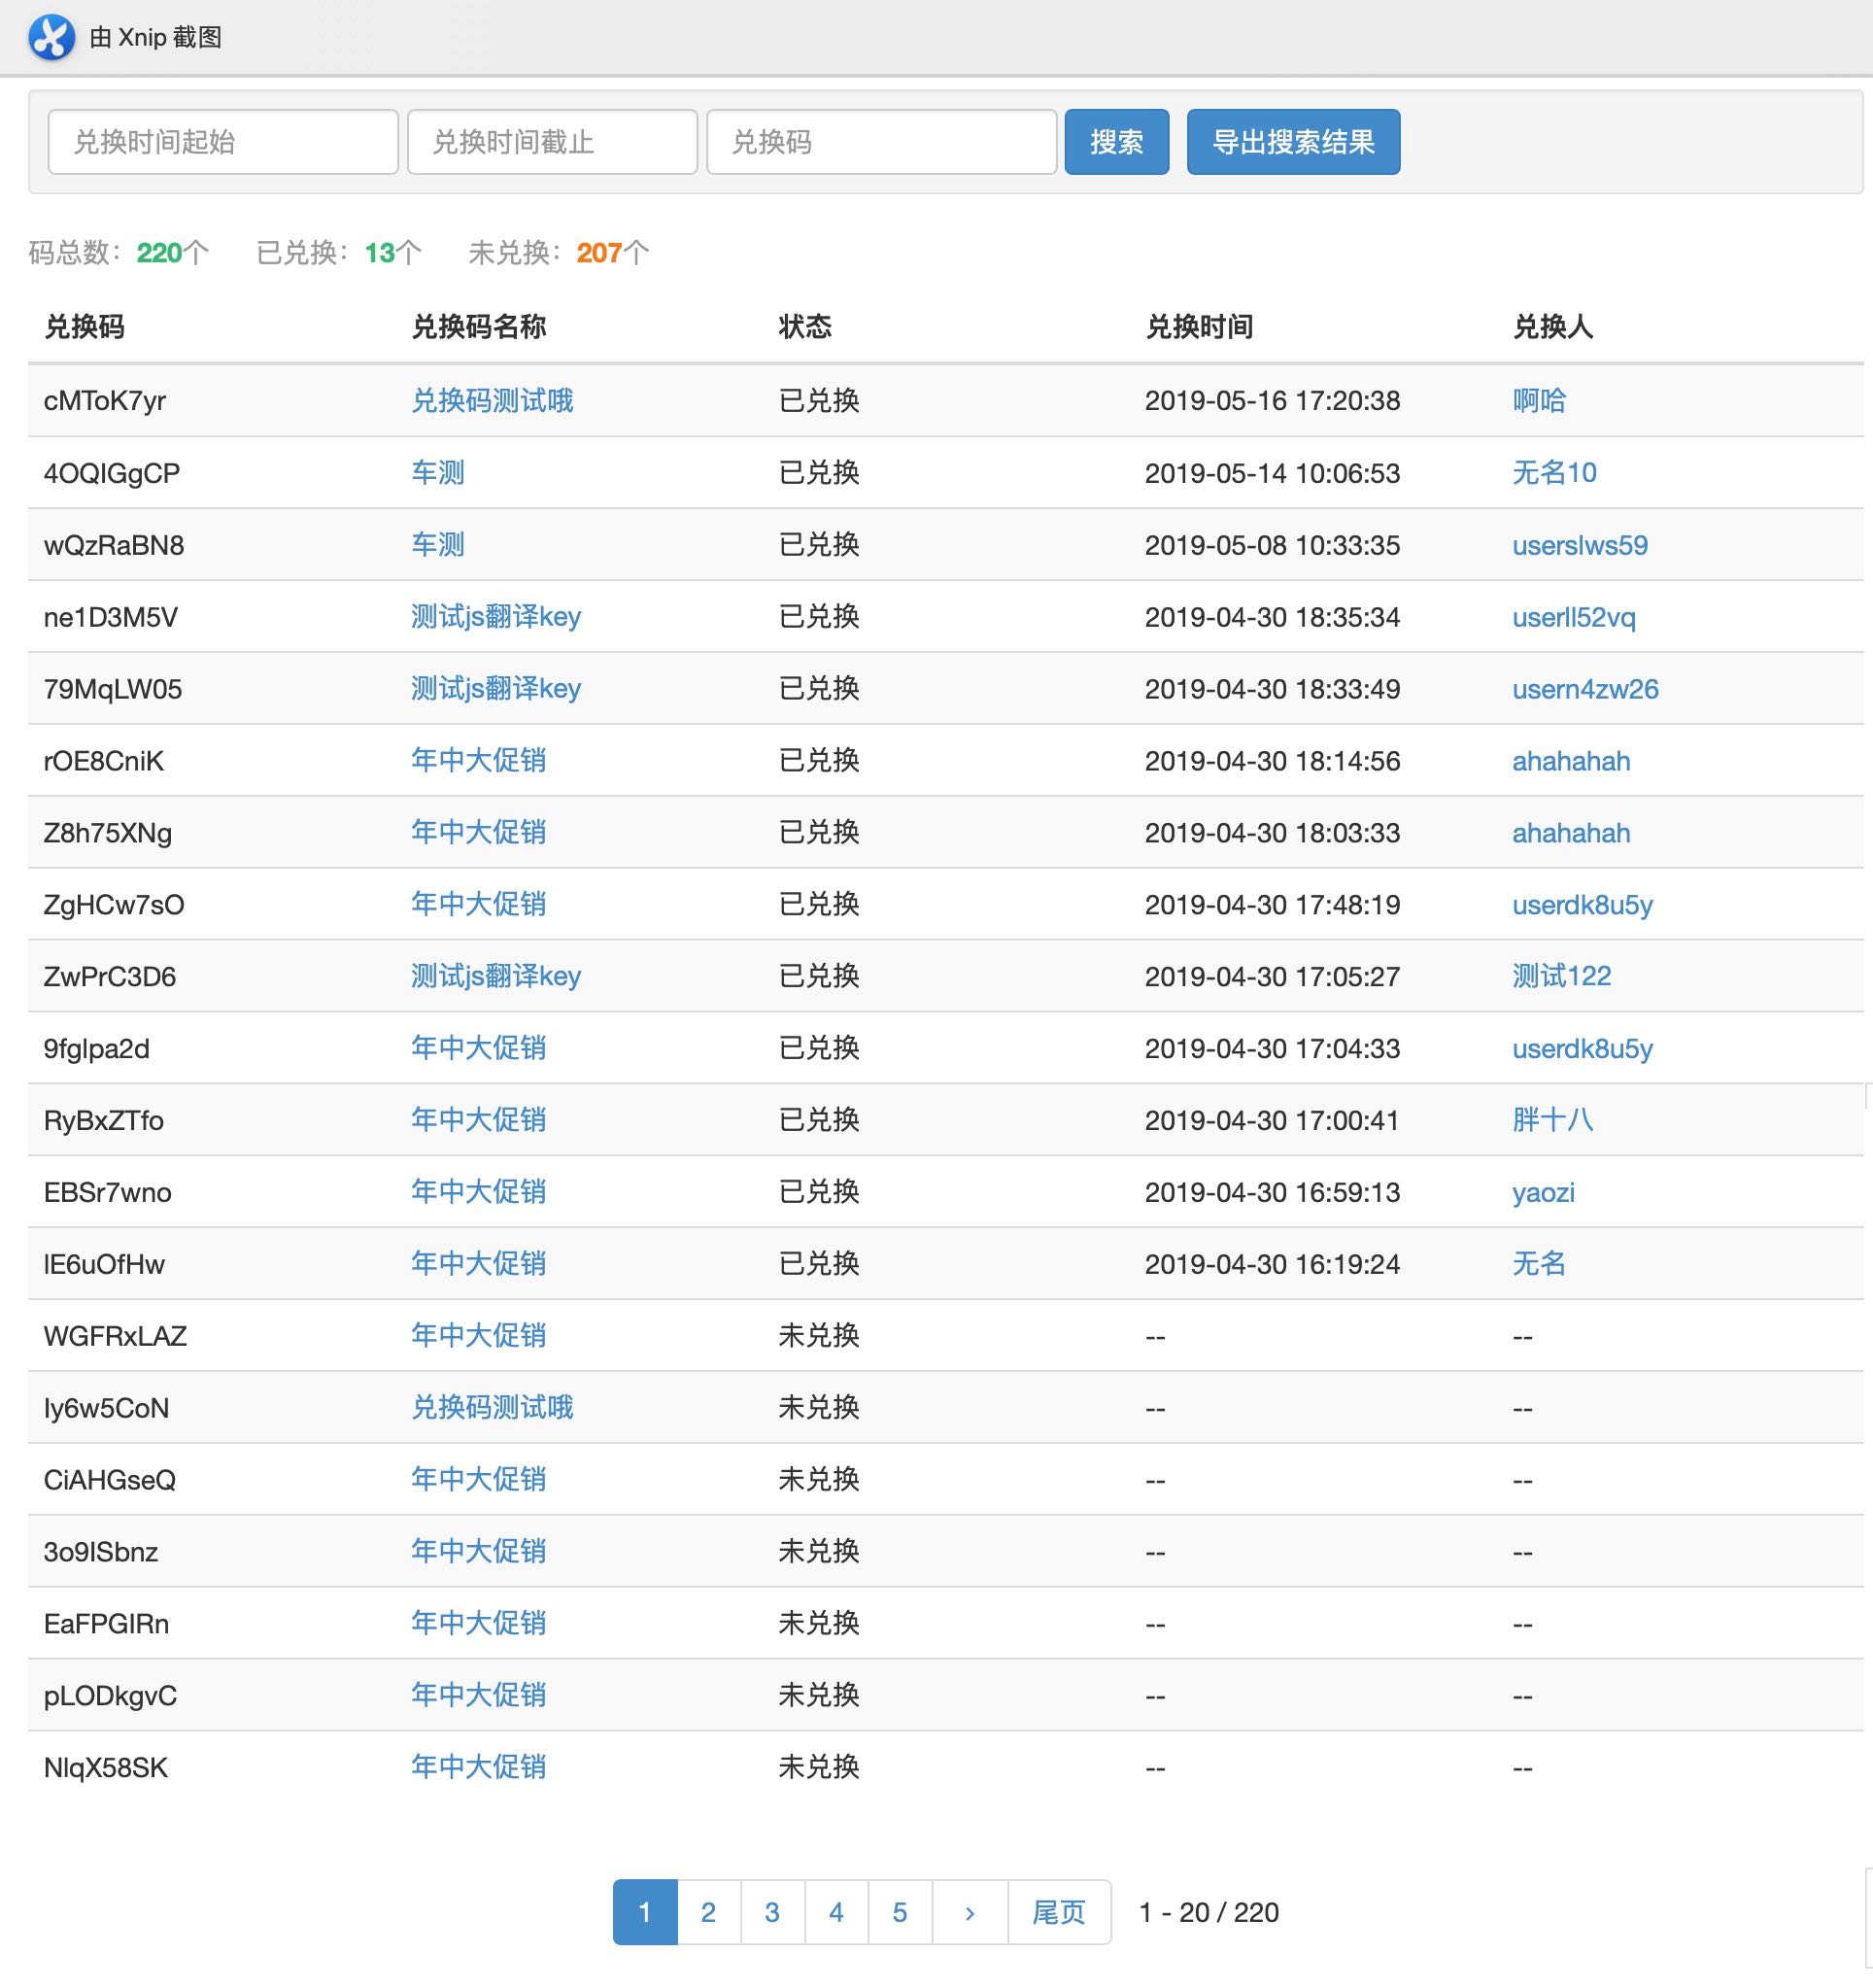 由 Xnip 截图
兑换时间起始 兑换时间截止 兑换码 搜索 导出搜索结果
码总数：220个 已兑换：13个 未兑换：207个
兑换码 兑换码名称 状态 兑换时间 兑换人
cMToK7yr 兑换码测试哦 已兑换 2019-05-16 17:20:38 啊哈
4OQIGgCP 车测 已兑换 2019-05-14 10:06:53 无名10
wQzRaBN8 车测 已兑换 2019-05-08 10:33:35 userslws59
ne1D3M5V 测试js翻译key 已兑换 2019-04-30 18:35:34 userll52vq
79MqLW05 测试js翻译key 已兑换 2019-04-30 18:33:49 usern4zw26
rOE8CniK 年中大促销 已兑换 2019-04-30 18:14:56 ahahahah
Z8h75XNg 年中大促销 已兑换 2019-04-30 18:03:33 ahahahah
ZgHCw7sO 年中大促销 已兑换 2019-04-30 17:48:19 userdk8u5y
ZwPrC3D6 测试js翻译key 已兑换 2019-04-30 17:05:27 测试122
9fglpa2d 年中大促销 已兑换 2019-04-30 17:04:33 userdk8u5y
RyBxZTfo 年中大促销 已兑换 2019-04-30 17:00:41 胖十八
EBSr7wno 年中大促销 已兑换 2019-04-30 16:59:13 yaozi
lE6uOfHw 年中大促销 已兑换 2019-04-30 16:19:24 无名
WGFRxLAZ 年中大促销 未兑换 -- --
Iy6w5CoN 兑换码测试哦 未兑换 -- --
CiAHGseQ 年中大促销 未兑换 -- --
3o9ISbnz 年中大促销 未兑换 -- --
EaFPGIRn 年中大促销 未兑换 -- --
pLODkgvC 年中大促销 未兑换 -- --
NlqX58SK 年中大促销 未兑换 -- --
1 2 3 4 5 › 尾页 1 - 20 / 220